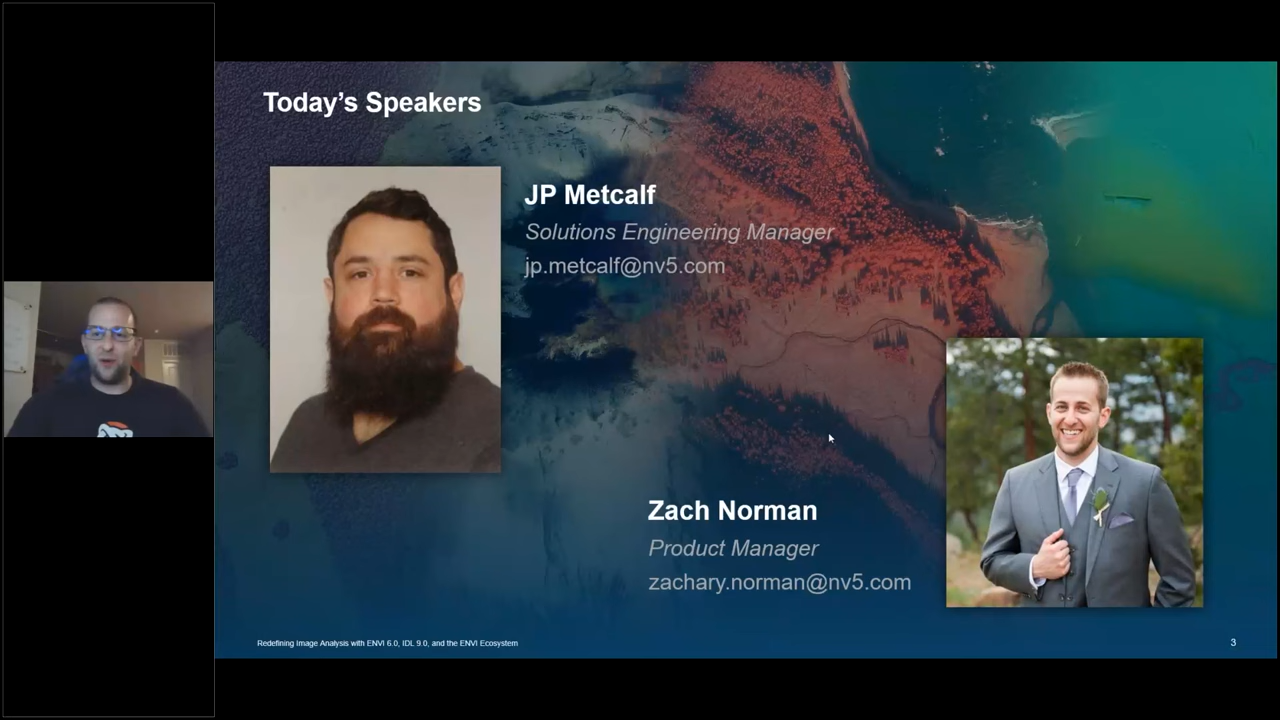 Today's Speakers
JP Metcalf
Solutions Engineering Manager
jp.metcalf@nv5.com
Zach Norman
Product Manager
zachary.norman@nv5.com
Redefining Image Analysis with ENVI 6.0, IDL 9.0, and the ENVI Ecosystem
3